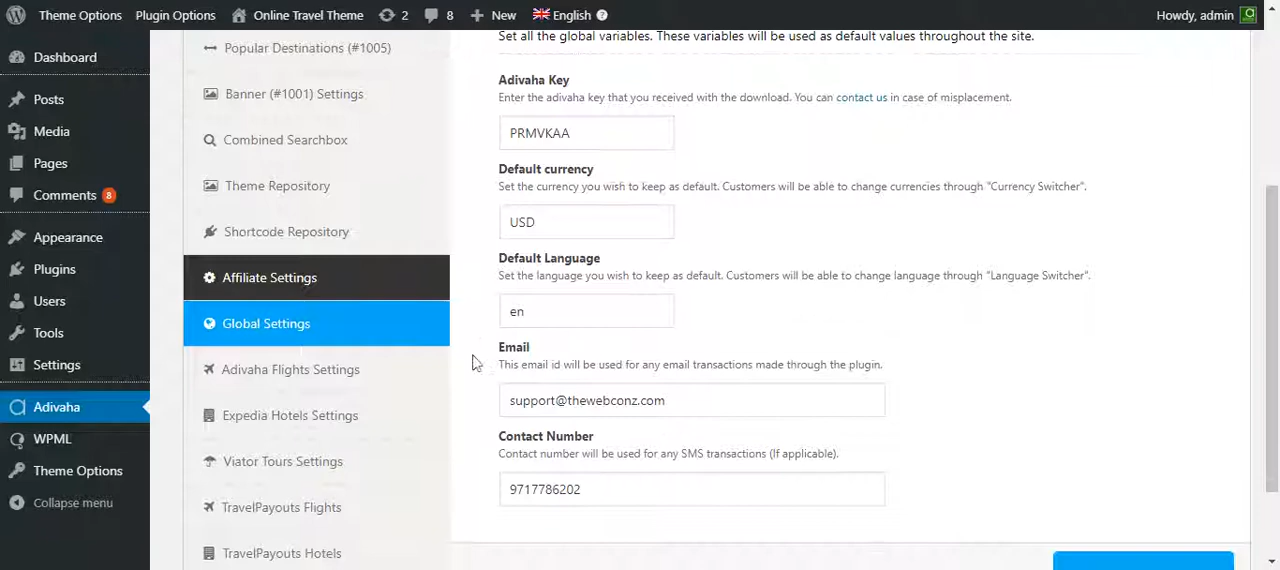 Theme Options Plugin Options Online Travel Theme 2 8 New English Howdy, admin
Dashboard
Posts
Media
Pages
Comments 8
Appearance
Plugins
Users
Tools
Settings
Adivaha
WPML
Theme Options
Collapse menu
Popular Destinations (#1005)
Banner (#1001) Settings
Combined Searchbox
Theme Repository
Shortcode Repository
Affiliate Settings
Global Settings
Adivaha Flights Settings
Expedia Hotels Settings
Viator Tours Settings
TravelPayouts Flights
TravelPayouts Hotels
Set all the global variables. These variables will be used as default values throughout the site.
Adivaha Key
Enter the adivaha key that you received with the download. You can contact us in case of misplacement.
PRMVKAA
Default currency
Set the currency you wish to keep as default. Customers will be able to change currencies through "Currency Switcher".
USD
Default Language
Set the language you wish to keep as default. Customers will be able to change language through "Language Switcher".
en
Email
This email id will be used for any email transactions made through the plugin.
support@thewebconz.com
Contact Number
Contact number will be used for any SMS transactions (If applicable).
9717786202